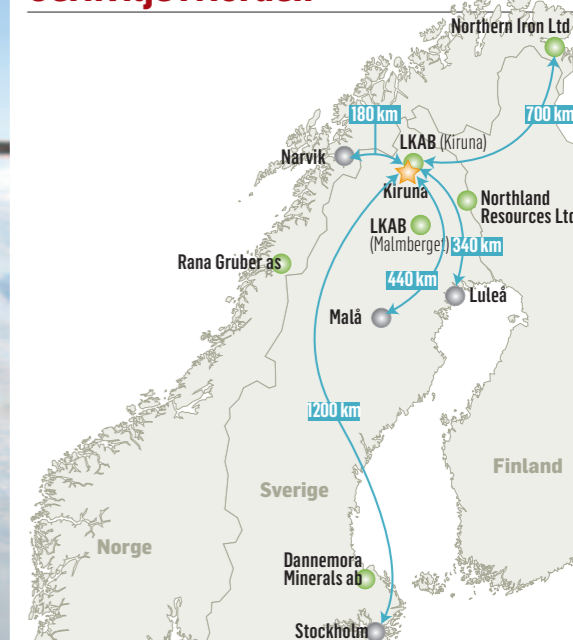 Northern Iron Ltd
180 km
700 km
LKAB (Kiruna)
Narvik
Kiruna
Northland
Resources Ltd
LKAB
(Malmberget)
340 km
Rana Gruber as
440 km
Luleå
Malå
1200 km
Finland
Sverige
Norge
Dannemora
Minerals ab
Stockholm